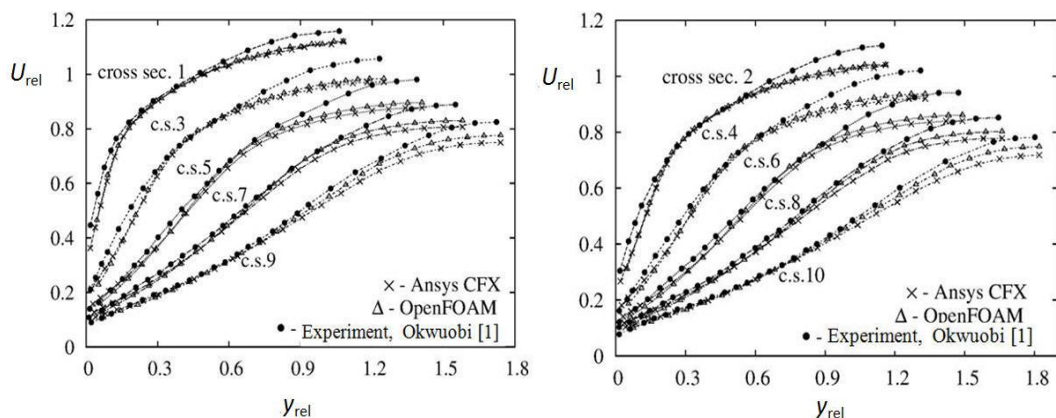 1.2
1
0.8
0.6
0.4
0.2
0
U rel
cross sec. 1
c.s.3
c.s.5
c.s.7
c.s.9
× - Ansys CFX
Δ - OpenFOAM
● - Experiment, Okwuobi [1]
0 0.3 0.6 0.9 1.2 1.5 1.8
y rel
1.2
1
0.8
0.6
0.4
0.2
0
U rel
cross sec. 2
c.s.4
c.s.6
c.s.8
c.s.10
× - Ansys CFX
Δ - OpenFOAM
● - Experiment, Okwuobi [1]
0 0.3 0.6 0.9 1.2 1.5 1.8
y rel